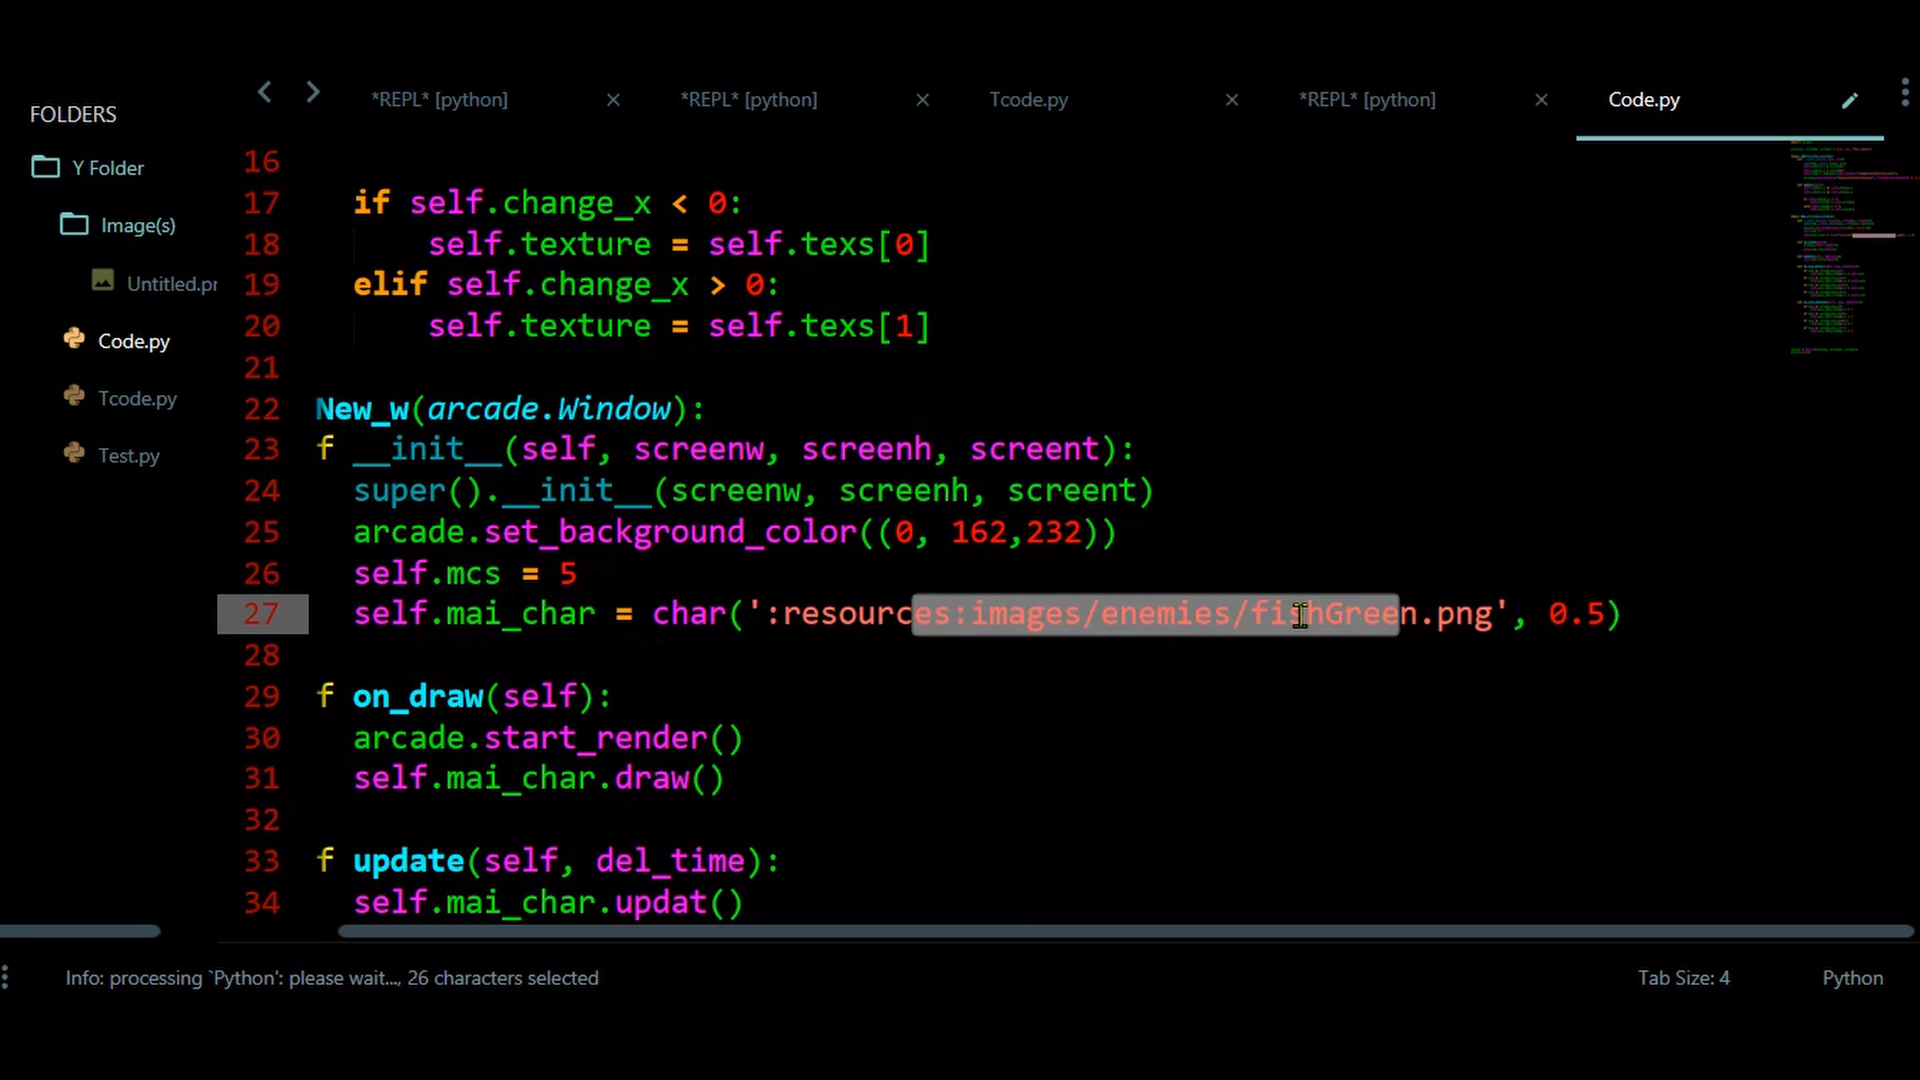 *REPL* [python]
*REPL* [python]
Tcode.py
*REPL* [python]
Code.py
FOLDERS
Y Folder
Image(s)
Untitled.pr
Code.py
Tcode.py
Test.py
16
17 if self.change_x < 0:
18 self.texture = self.texs[0]
19 elif self.change_x > 0:
20 self.texture = self.texs[1]
21
22 New_w(arcade.Window):
23 f __init__(self, screenw, screenh, screent):
24 super().__init__(screenw, screenh, screent)
25 arcade.set_background_color((0, 162,232))
26 self.mcs = 5
27 self.mai_char = char(':resources:images/enemies/fishGreen.png', 0.5)
28
29 f on_draw(self):
30 arcade.start_render()
31 self.mai_char.draw()
32
33 f update(self, del_time):
34 self.mai_char.updat()
Info: processing `Python': please wait..., 26 characters selected
Tab Size: 4
Python